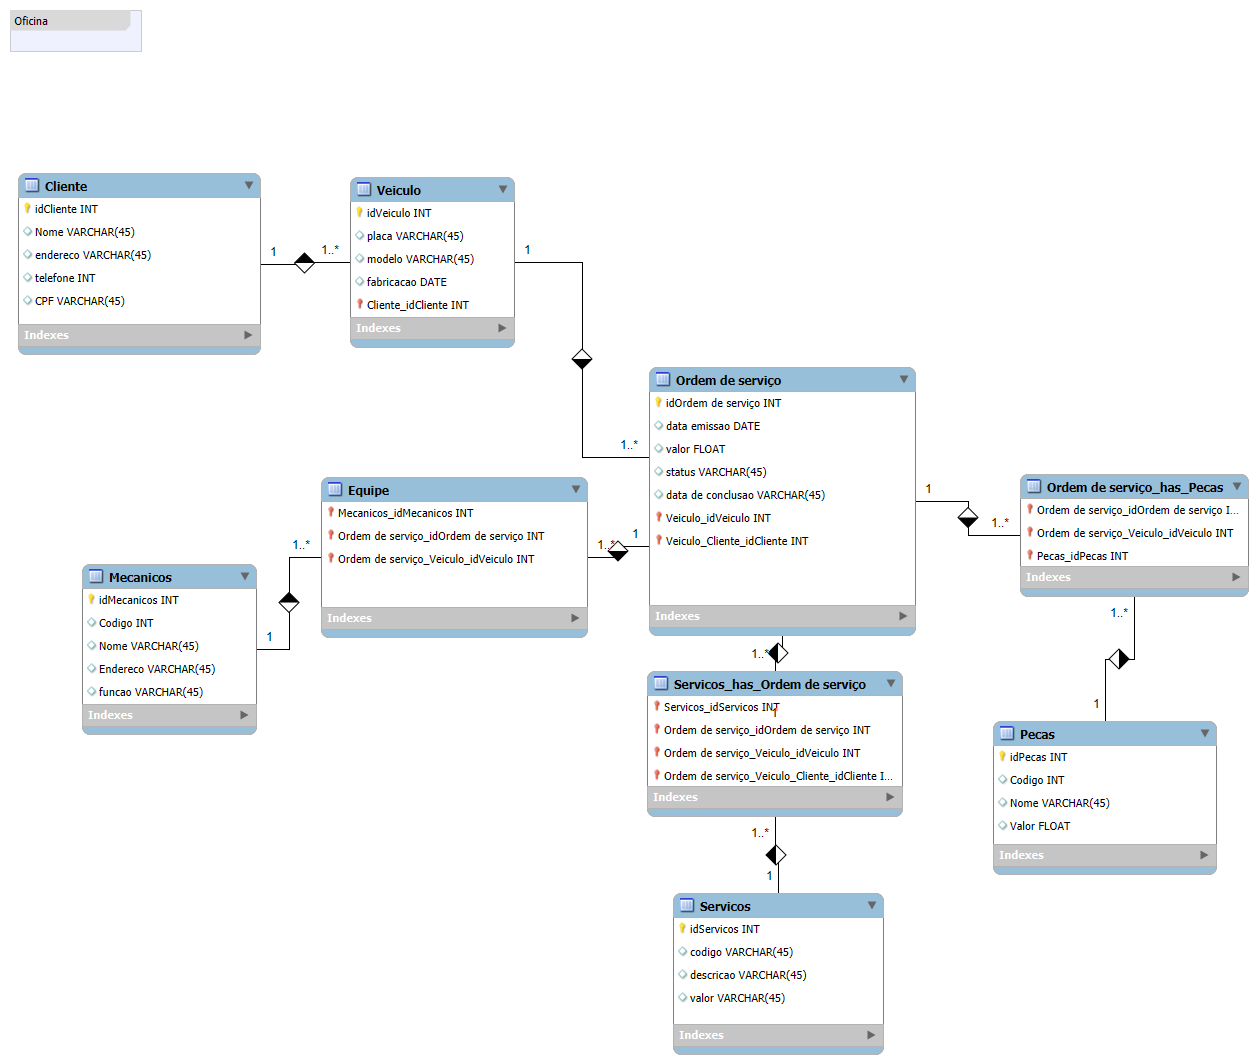 Oficina
Cliente
idCliente INT
Nome VARCHAR(45)
endereco VARCHAR(45)
telefone INT
CPF VARCHAR(45)
Indexes
1
1..*
Veiculo
idVeiculo INT
placa VARCHAR(45)
modelo VARCHAR(45)
fabricacao DATE
Cliente_idCliente INT
Indexes
1
1..*
Ordem de serviço
idOrdem de serviço INT
data emissao DATE
valor FLOAT
status VARCHAR(45)
data de conclusao VARCHAR(45)
Veiculo_idVeiculo INT
Veiculo_Cliente_idCliente INT
Indexes
Equipe
Mecanicos_idMecanicos INT
Ordem de serviço_idOrdem de serviço INT
Ordem de serviço_Veiculo_idVeiculo INT
Indexes
1..*
1
Mecanicos
idMecanicos INT
Codigo INT
Nome VARCHAR(45)
Endereco VARCHAR(45)
funcao VARCHAR(45)
Indexes
1..*
1
1
1..*
Ordem de serviço_has_Pecas
Ordem de serviço_idOrdem de serviço I...
Ordem de serviço_Veiculo_idVeiculo INT
Pecas_idPecas INT
Indexes
1..*
1
Pecas
idPecas INT
Codigo INT
Nome VARCHAR(45)
Valor FLOAT
Indexes
1..*
Servicos_has_Ordem de serviço
Servicos_idServicos INT
1
Ordem de serviço_idOrdem de serviço INT
Ordem de serviço_Veiculo_idVeiculo INT
Ordem de serviço_Veiculo_Cliente_idCliente I...
Indexes
1..*
1
Servicos
idServicos INT
codigo VARCHAR(45)
descricao VARCHAR(45)
valor VARCHAR(45)
Indexes